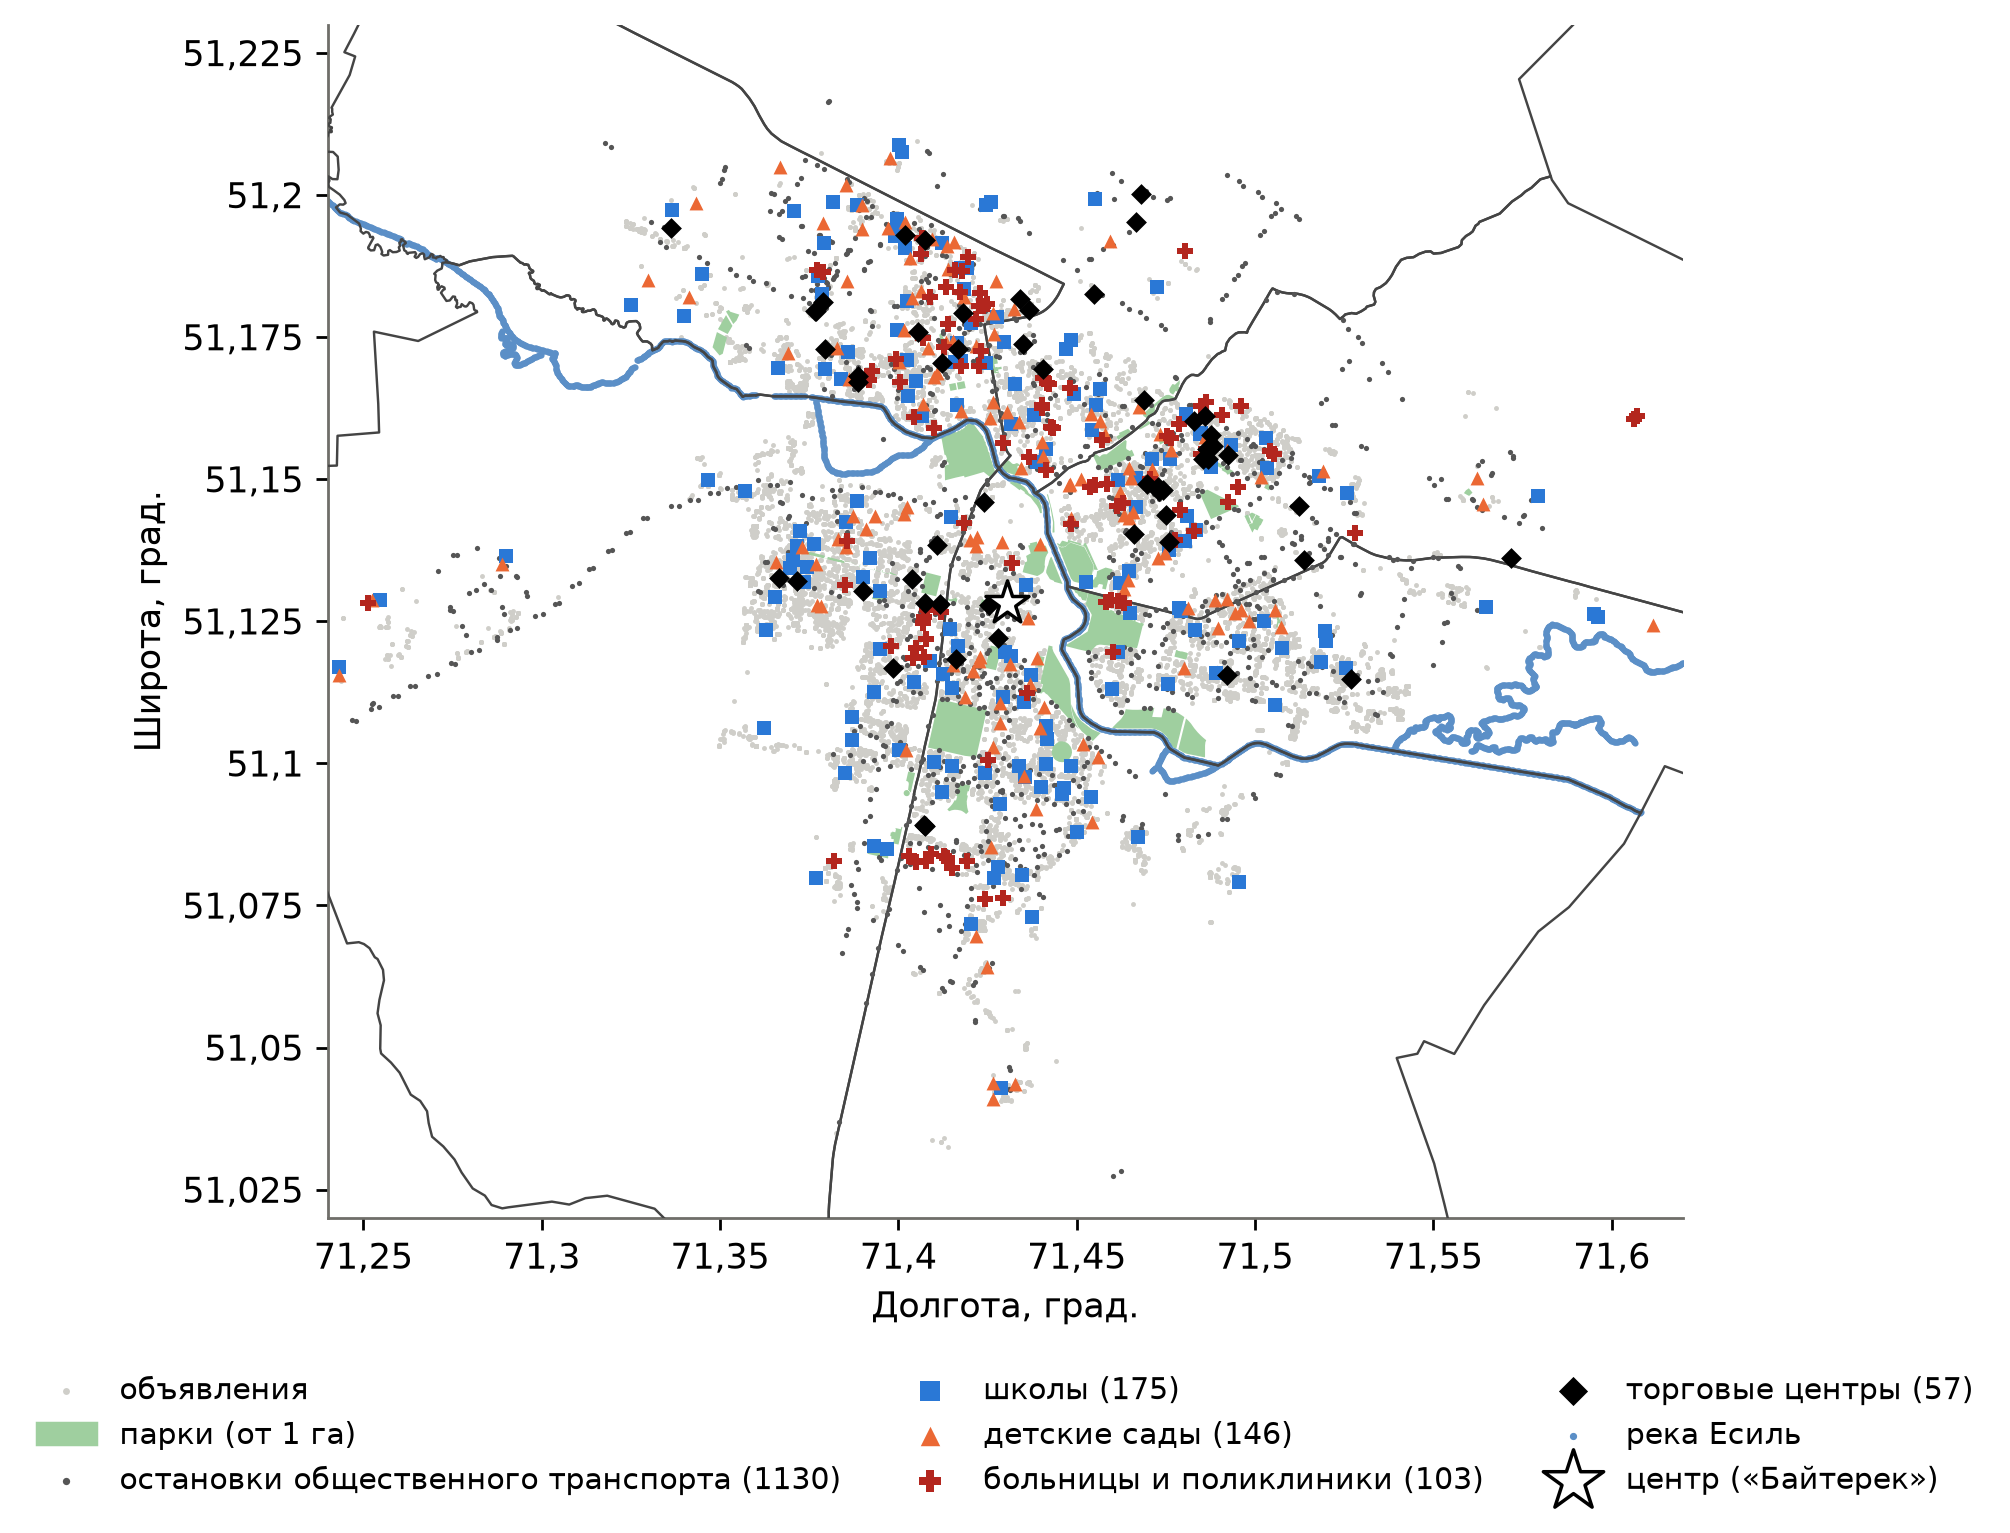 51,225
51,2
51,175
51,15
51,125
51,1
51,075
51,05
51,025
Широта, град.
71,25 71,3 71,35 71,4 71,45 71,5 71,55 71,6
Долгота, град.
объявления
парки (от 1 га)
остановки общественного транспорта (1130)
школы (175)
детские сады (146)
больницы и поликлиники (103)
торговые центры (57)
река Есиль
центр («Байтерек»)